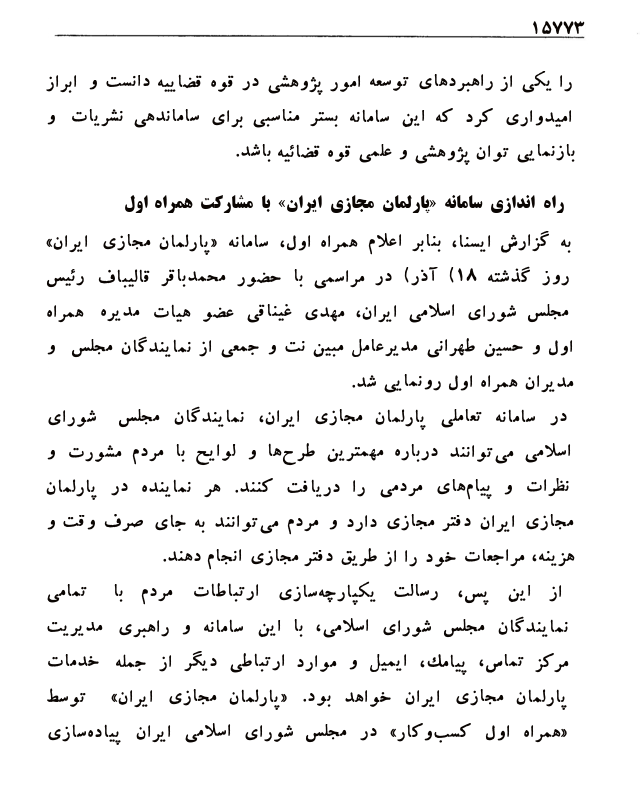 ۱۵۷۷۳
را یکی از راهبردهای توسعه امور پژوهشی در قوه قضاییه دانست و ابراز
امیدواری کرد که این سامانه بستر مناسبی برای ساماندهی نشریات و
بازنمایی توان پژوهشی و علمی قوه قضائیه باشد.
راه اندازی سامانه «پارلمان مجازی ایران» با مشارکت همراه اول
به گزارش ایسنا، بنابر اعلام همراه اول، سامانه «پارلمان مجازی ایران»
روز گذشته ۱۸) آذر) در مراسمی با حضور محمدباقر قالیباف رئیس
مجلس شورای اسلامی ایران، مهدی غیناقی عضو هیات مدیره همراه
اول و حسین طهرانی مدیرعامل مبین نت و جمعی از نمایندگان مجلس و
مدیران همراه اول رونمایی شد.
در سامانه تعاملی پارلمان مجازی ایران، نمایندگان مجلس شورای
اسلامی می‌توانند درباره مهمترین طرح‌ها و لوایح با مردم مشورت و
نظرات و پیام‌های مردمی را دریافت کنند. هر نماینده در پارلمان
مجازی ایران دفتر مجازی دارد و مردم می‌توانند به جای صرف وقت و
هزینه، مراجعات خود را از طریق دفتر مجازی انجام دهند.
از این پس، رسالت یکپارچه‌سازی ارتباطات مردم با تمامی
نمایندگان مجلس شورای اسلامی، با این سامانه و راهبری مدیریت
مرکز تماس، پیامك، ایمیل و موارد ارتباطی دیگر از جمله خدمات
پارلمان مجازی ایران خواهد بود. «پارلمان مجازی ایران» توسط
«همراه اول کسب‌وکار» در مجلس شورای اسلامی ایران پیاده‌سازی